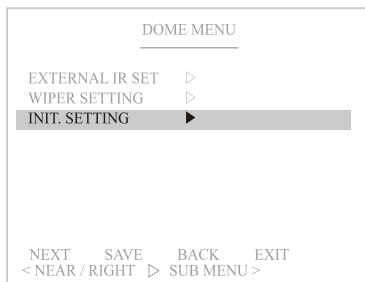 DOME MENU
EXTERNAL IR SET ▷
WIPER SETTING ▷
INIT. SETTING ▶
NEXT SAVE BACK EXIT
< NEAR / RIGHT ▷ SUB MENU >